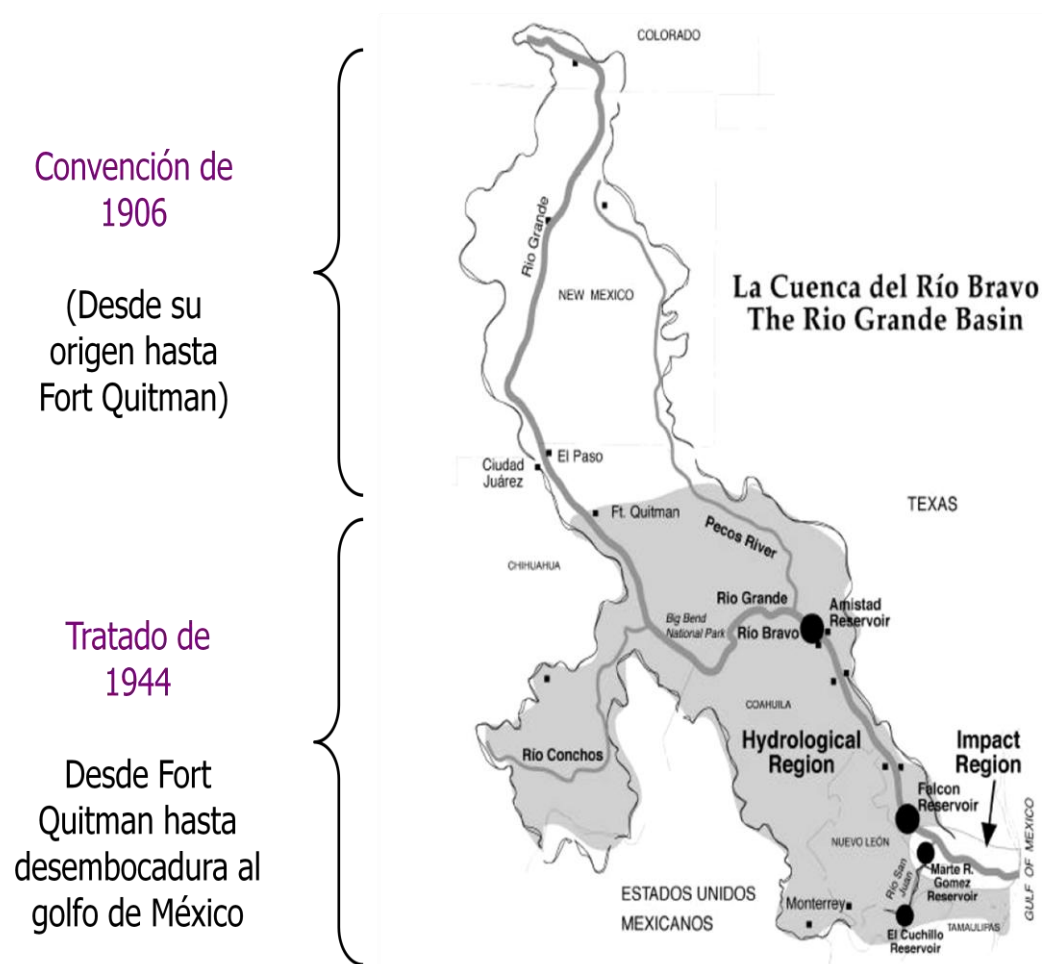 Convención de
1906
(Desde su
origen hasta
Fort Quitman)
Tratado de
1944
Desde Fort
Quitman hasta
desembocadura al
golfo de México
COLORADO
Rio Grande
NEW MEXICO
La Cuenca del Río Bravo
The Rio Grande Basin
El Paso
Ciudad
Juárez
Ft. Quitman
TEXAS
Pecos River
CHIHUAHUA
Rio Grande
Big Bend
National Park
Río Bravo
Amistad
Reservoir
COAHUILA
Río Conchos
Hydrological
Region
Impact
Region
Falcon
Reservoir
NUEVO LEÓN
Río San
Juan
Marte R.
Gomez
Reservoir
GULF OF MEXICO
ESTADOS UNIDOS
MEXICANOS
Monterrey
El Cuchillo
Reservoir
TAMAULIPAS